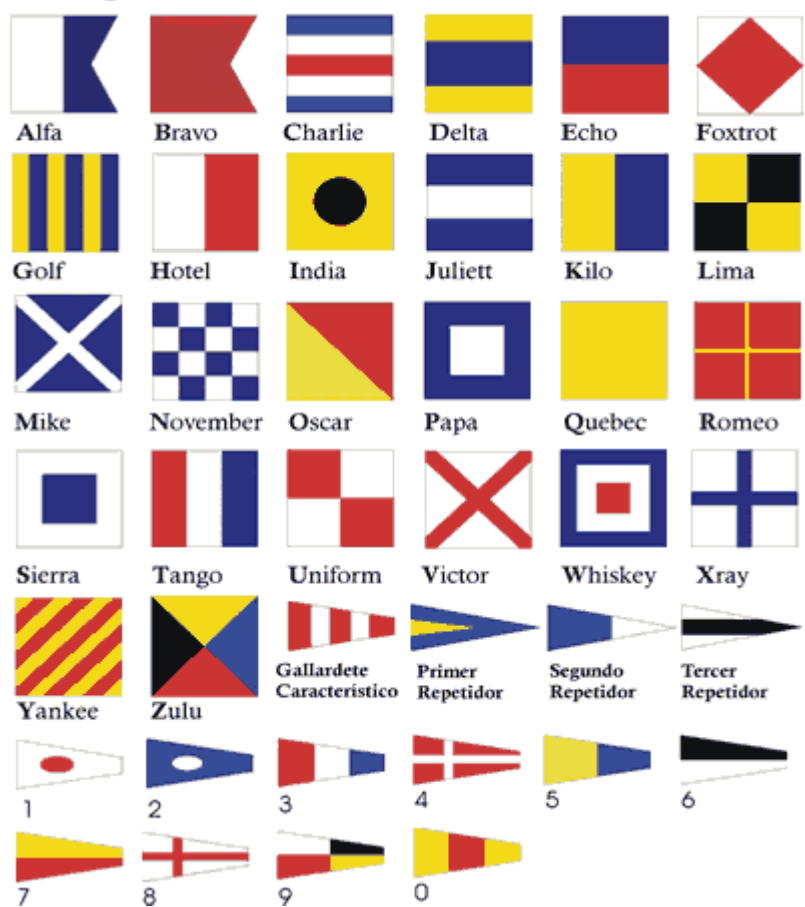 Alfa Bravo Charlie Delta Echo Foxtrot
Golf Hotel India Juliett Kilo Lima
Mike November Oscar Papa Quebec Romeo
Sierra Tango Uniform Victor Whiskey Xray
Yankee Zulu
Gallardete
Característico
Primer
Repetidor
Segundo
Repetidor
Tercer
Repetidor
1 2 3 4 5 6
7 8 9 0